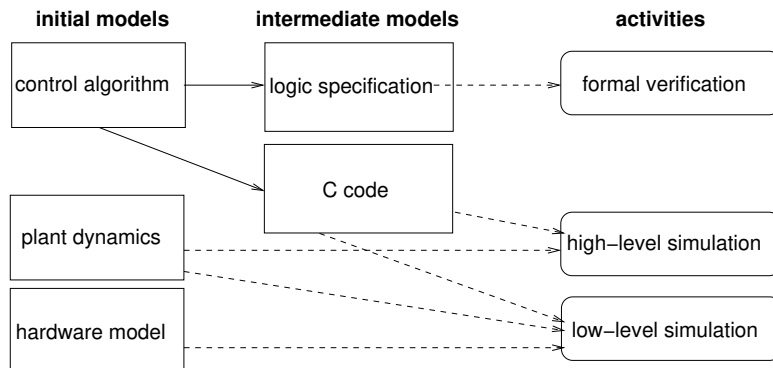 initial models
intermediate models
activities
control algorithm
logic specification
formal verification
C code
plant dynamics
high−level simulation
hardware model
low−level simulation